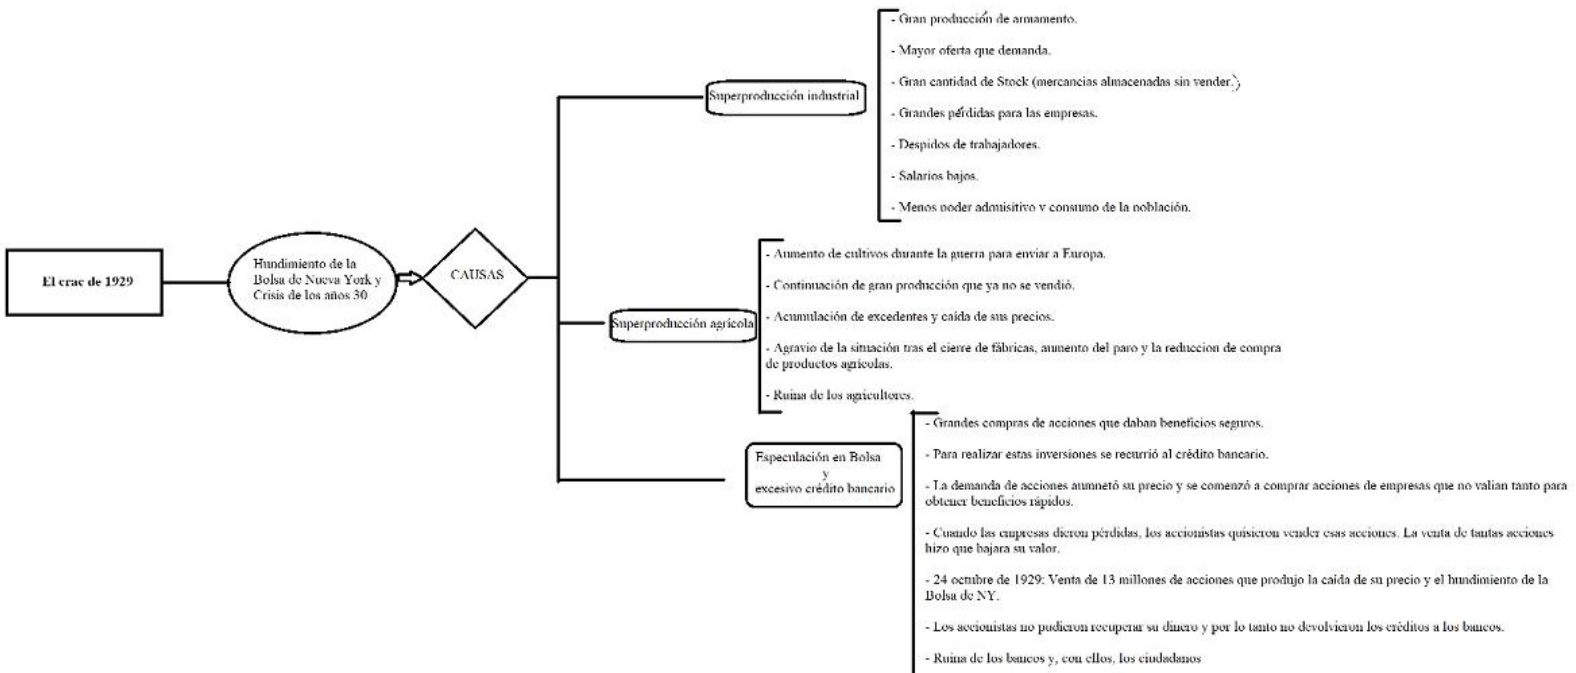 El crac de 1929
Hundimiento de la
Bolsa de Nueva York y
Crisis de los años 30
CAUSAS
Superproducción industrial
- Gran producción de armamento.
- Mayor oferta que demanda.
- Gran cantidad de Stock (mercancias almacenadas sin vender.)
- Grandes pérdidas para las empresas.
- Despidos de trabajadores.
- Salarios bajos.
- Menos poder adquisitivo y consumo de la población.
Superproducción agrícola
- Aumento de cultivos durante la guerra para enviar a Europa.
- Continuación de gran producción que ya no se vendió.
- Acumulación de excedentes y caída de sus precios.
- Agravio de la situación tras el cierre de fábricas, aumento del paro y la reduccion de compra
de productos agrícolas.
- Ruina de los agricultores.
Especulación en Bolsa
y
excesivo crédito bancario
- Grandes compras de acciones que daban beneficios seguros.
- Para realizar estas inversiones se recurrió al crédito bancario.
- La demanda de acciones aumnetó su precio y se comenzó a comprar acciones de empresas que no valian tanto para
obtener beneficios rápidos.
- Cuando las empresas dieron pérdidas, los accionistas quisieron vender esas acciones. La venta de tantas acciones
hizo que bajara su valor.
- 24 octubre de 1929: Venta de 13 millones de acciones que produjo la caída de su precio y el hundimiento de la
Bolsa de NY.
- Los accionistas no pudieron recuperar su dinero y por lo tanto no devolvieron los créditos a los bancos.
- Ruina de los bancos y, con ellos, los ciudadanos